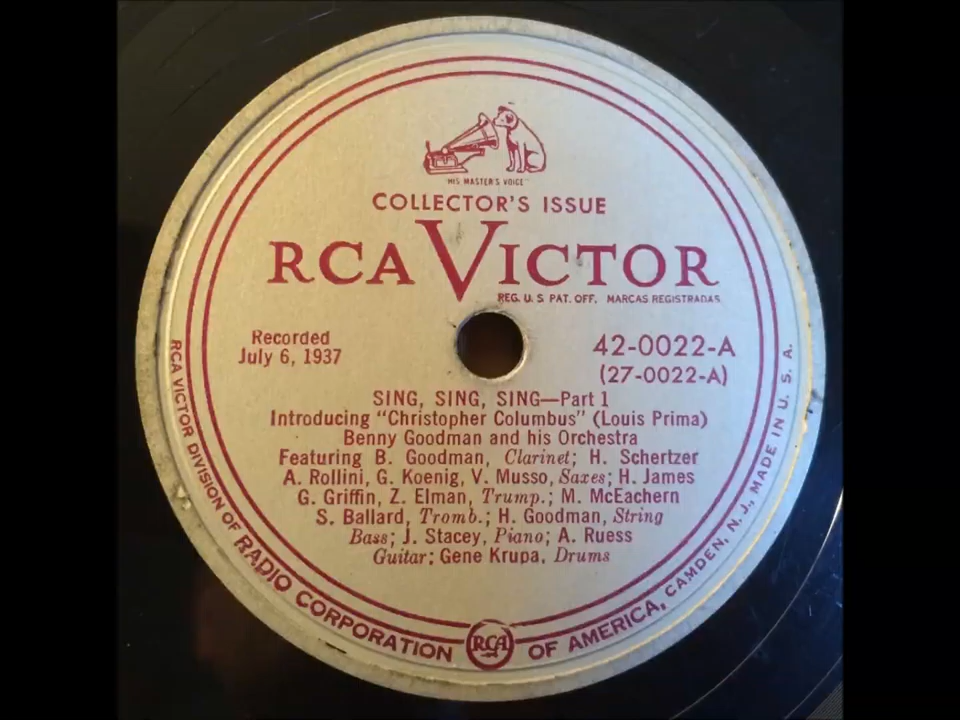 "HIS MASTER'S VOICE"
COLLECTOR'S ISSUE
RCA VICTOR
REG. U. S. PAT. OFF. MARCAS REGISTRADAS
Recorded
July 6, 1937
42-0022-A
(27-0022-A)
SING, SING, SING—Part 1
Introducing "Christopher Columbus" (Louis Prima)
Benny Goodman and his Orchestra
Featuring B. Goodman, Clarinet; H. Schertzer
A. Rollini, G. Koenig, V. Musso, Saxes; H. James
G. Griffin, Z. Elman, Trump.; M. McEachern
S. Ballard, Tromb.; H. Goodman, String
Bass; J. Stacey, Piano; A. Ruess
Guitar; Gene Krupa, Drums
RCA VICTOR DIVISION OF RADIO CORPORATION OF AMERICA, CAMDEN, N. J., MADE IN U. S. A.
RCA